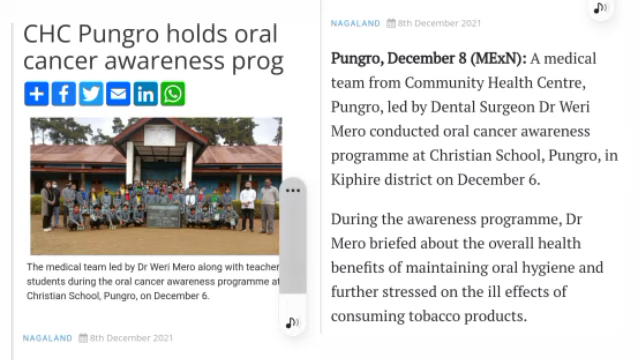 CHC Pungro holds oral
cancer awareness prog
The medical team led by Dr Weri Mero along with teacher
students during the oral cancer awareness programme at
Christian School, Pungro, on December 6.
NAGALAND 8th December 2021
NAGALAND 8th December 2021
Pungro, December 8 (MExN): A medical
team from Community Health Centre,
Pungro, led by Dental Surgeon Dr Weri
Mero conducted oral cancer awareness
programme at Christian School, Pungro, in
Kiphire district on December 6.
During the awareness programme, Dr
Mero briefed about the overall health
benefits of maintaining oral hygiene and
further stressed on the ill effects of
consuming tobacco products.